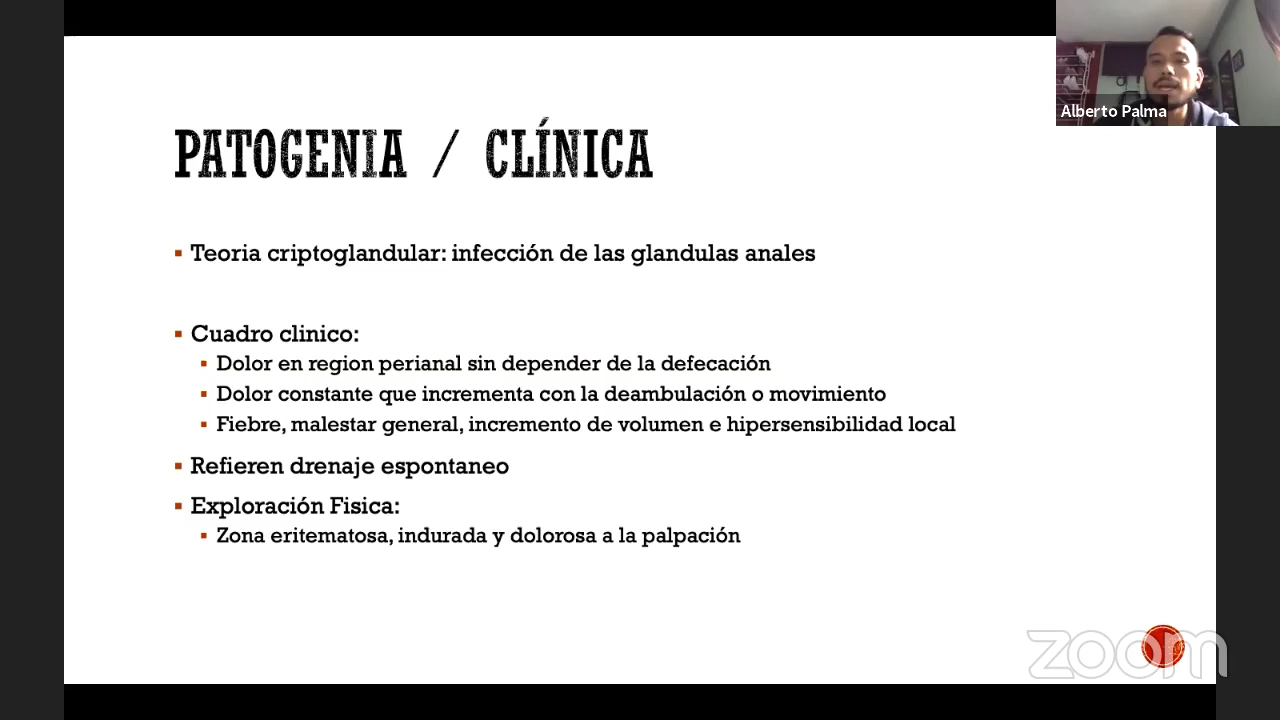 Alberto Palma
PATOGENIA / CLÍNICA
Teoria criptoglandular: infección de las glandulas anales
Cuadro clinico:
Dolor en region perianal sin depender de la defecación
Dolor constante que incrementa con la deambulación o movimiento
Fiebre, malestar general, incremento de volumen e hipersensibilidad local
Refieren drenaje espontaneo
Exploración Fisica:
Zona eritematosa, indurada y dolorosa a la palpación
zoom